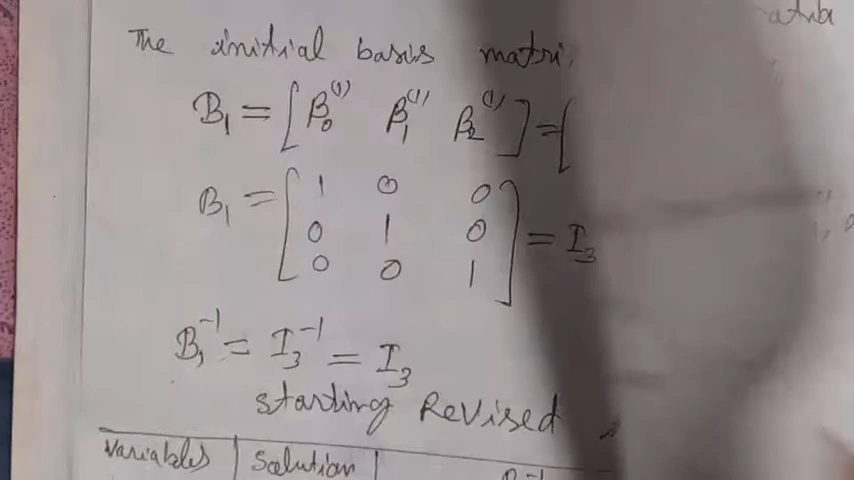 The initial basis matri
B₁ = [β₀⁽¹⁾ β₁⁽¹⁾ β₂⁽¹⁾] = [
B₁ = [1 0 0
0 1 0
0 0 1] = I₃
B₁⁻¹ = I₃⁻¹ = I₃
starting Revised
Variables | Solution |